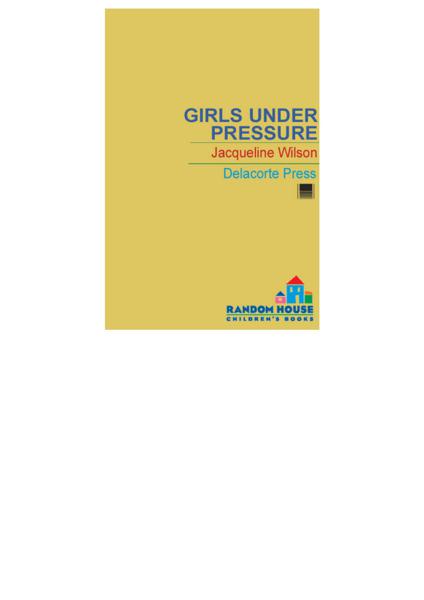 GIRLS UNDER
PRESSURE
Jacqueline Wilson
Delacorte Press
RANDOM HOUSE
CHILDREN'S BOOKS